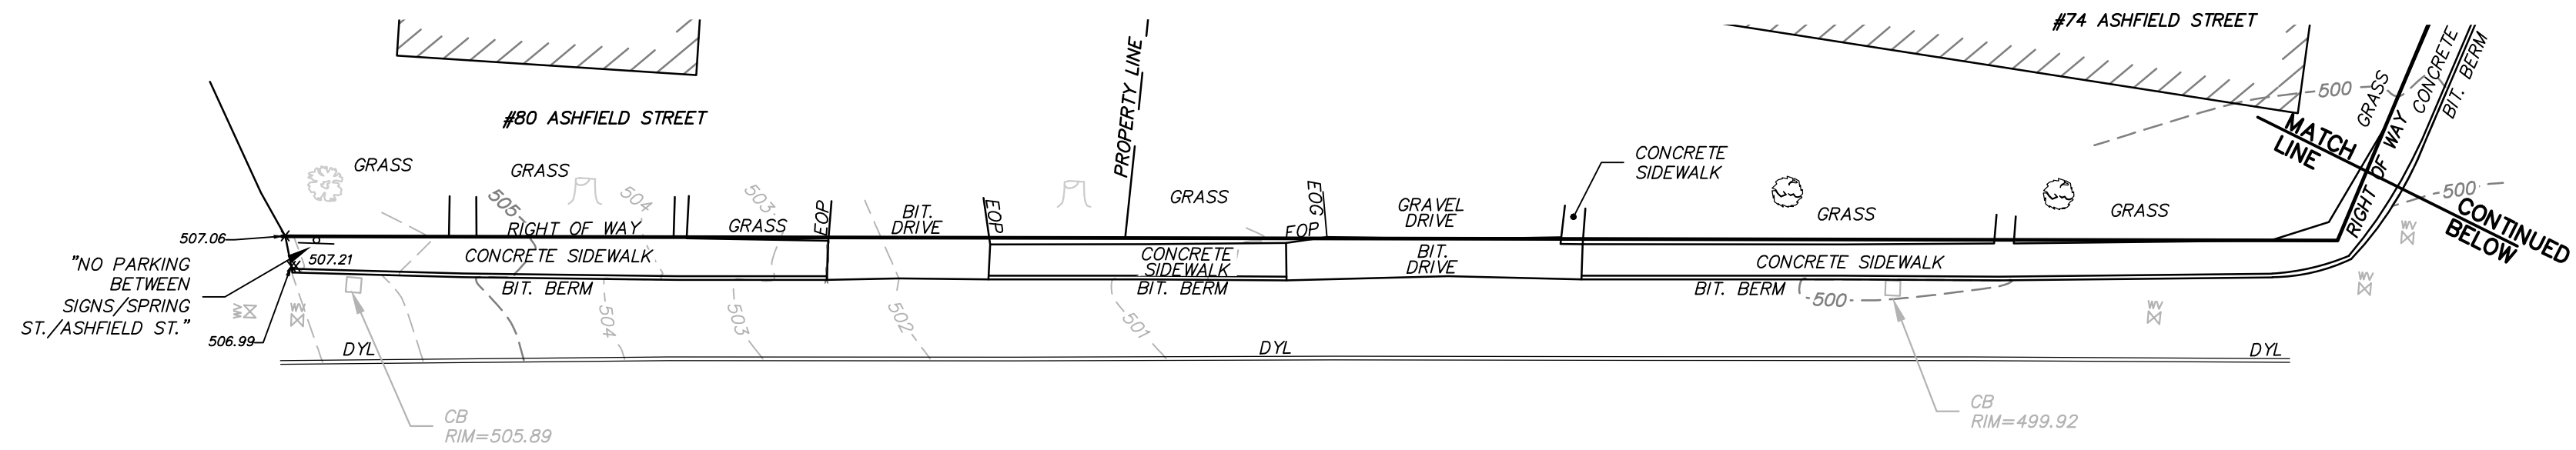 #74 ASHFIELD STREET
#80 ASHFIELD STREET
PROPERTY LINE
GRASS
GRASS
505
504
503
RIGHT OF WAY
GRASS
EOP
BIT.
DRIVE
EOP
GRASS
EOG
EOP
GRAVEL
DRIVE
CONCRETE
SIDEWALK
GRASS
GRASS
500
GRASS
RIGHT OF WAY
CONCRETE
BIT. BERM
MATCH
LINE
500
CONTINUED
BELOW
507.06
507.21
"NO PARKING
BETWEEN
SIGNS/SPRING
ST./ASHFIELD ST."
506.99
CONCRETE SIDEWALK
BIT. BERM
CONCRETE
SIDEWALK
BIT. BERM
BIT.
DRIVE
CONCRETE SIDEWALK
BIT. BERM
500
WV
WV
504
503
502
501
WV
WV
WV
DYL
DYL
DYL
CB
RIM=505.89
CB
RIM=499.92